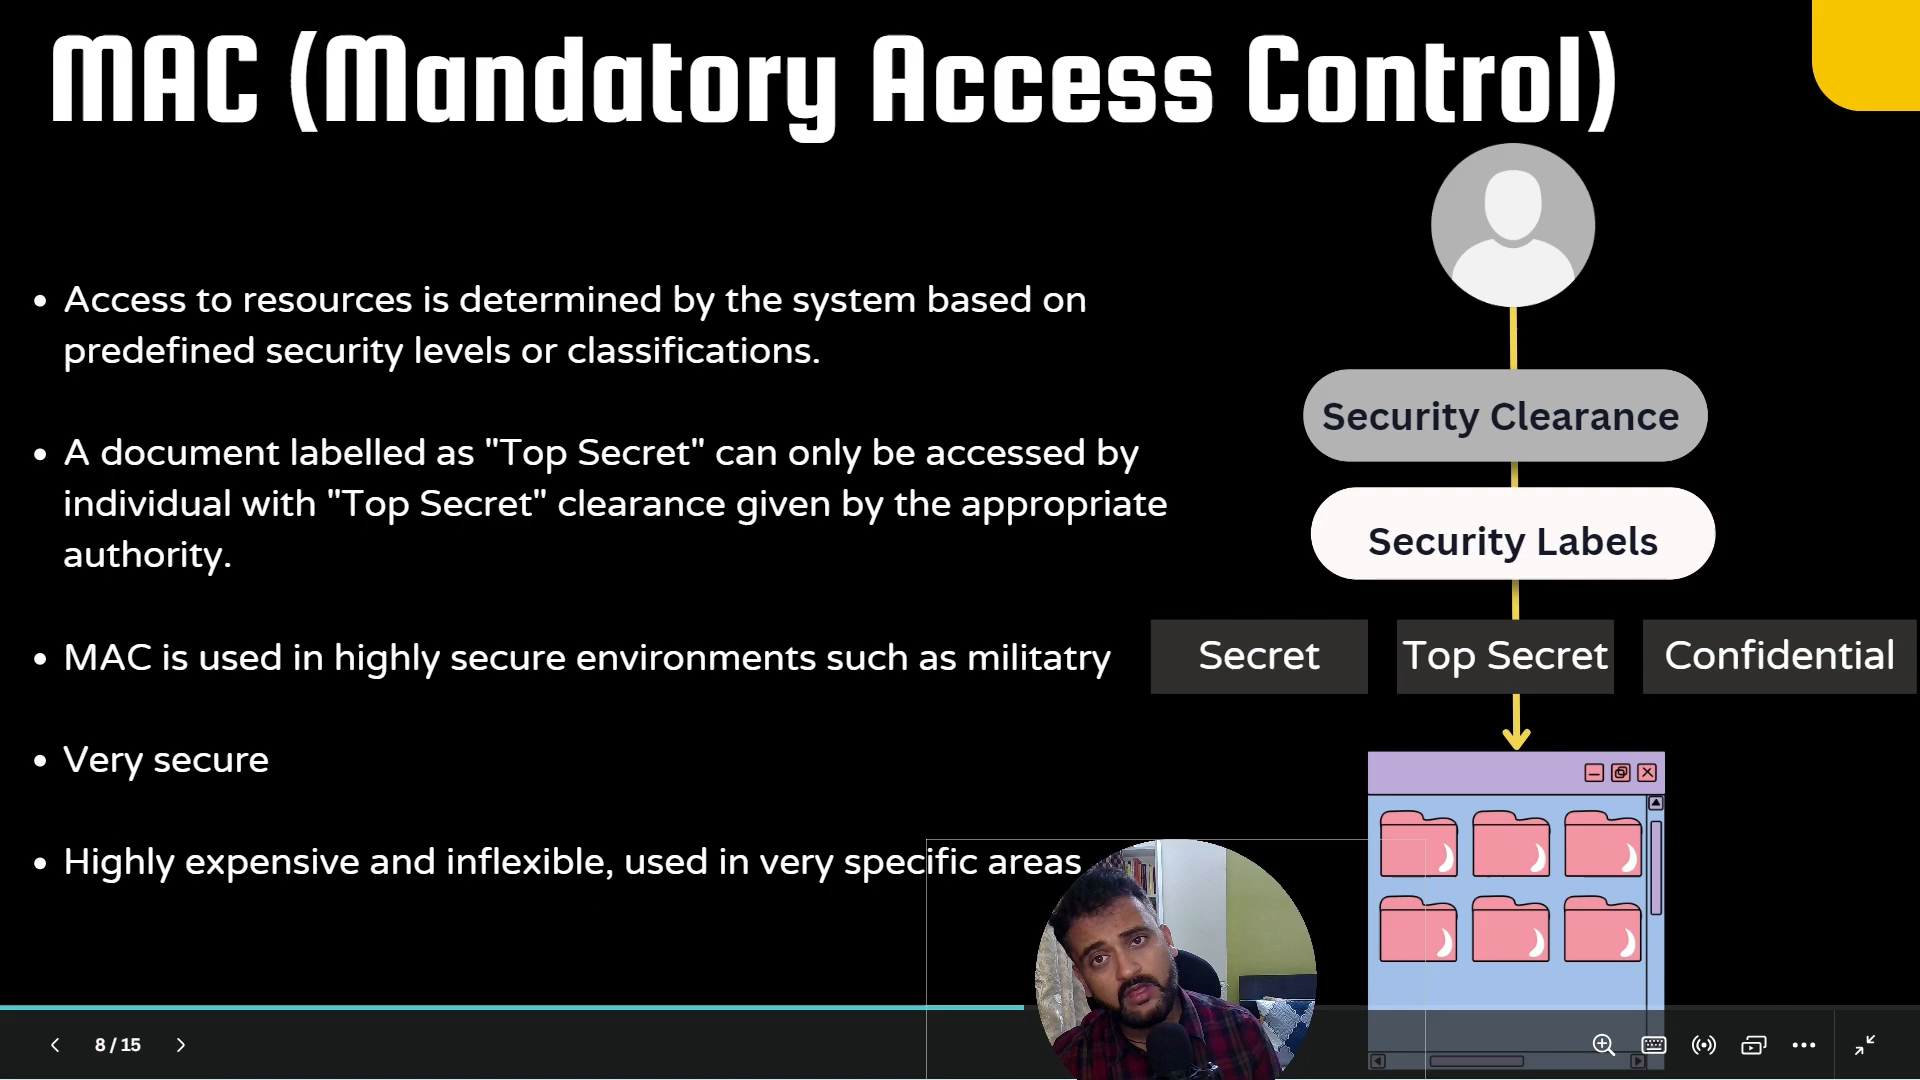 MAC (Mandatory Access Control)
• Access to resources is determined by the system based on
predefined security levels or classifications.
• A document labelled as "Top Secret" can only be accessed by
individual with "Top Secret" clearance given by the appropriate
authority.
• MAC is used in highly secure environments such as militatry
• Very secure
• Highly expensive and inflexible, used in very specific areas
Security Clearance
Security Labels
Secret
Top Secret
Confidential
8 / 15